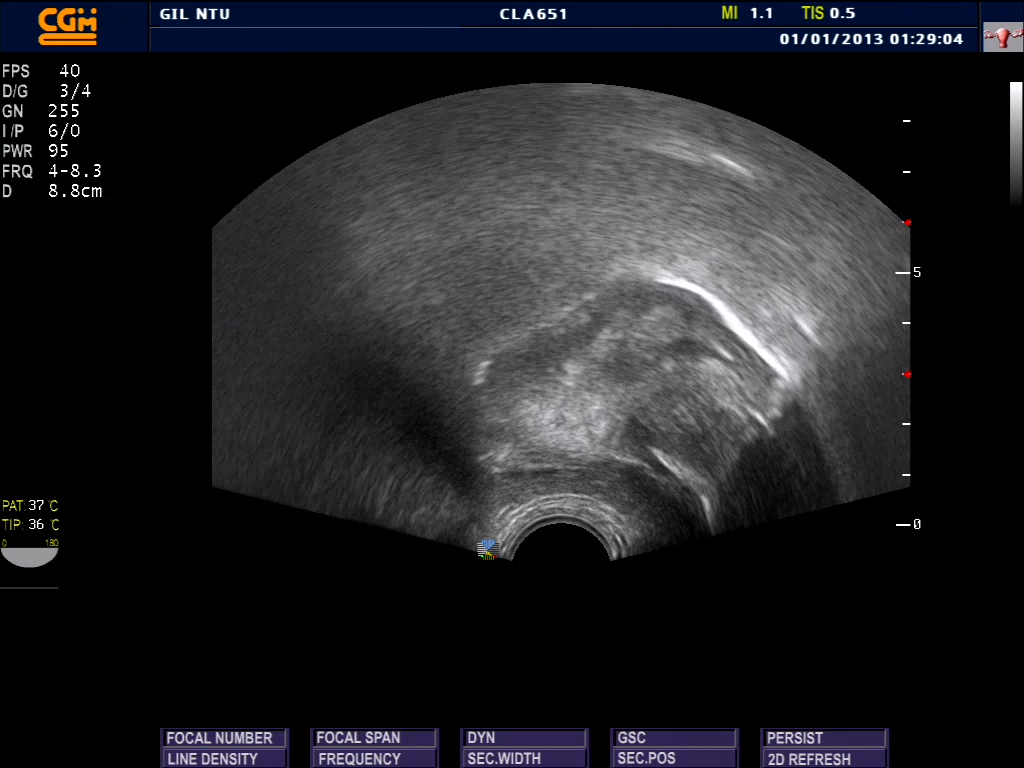 CGM
GIL NTU CLA651 MI 1.1 TIS 0.5
01/01/2013 01:29:04
FPS 40
D/G 3/4
GN 255
I/P 6/0
PWR 95
FRQ 4-8.3
D 8.8cm
5
PAT: 37 °C
TIP: 36 °C
0 180
0
FOCAL NUMBER FOCAL SPAN DYN GSC PERSIST
LINE DENSITY FREQUENCY SEC.WIDTH SEC.POS 2D REFRESH